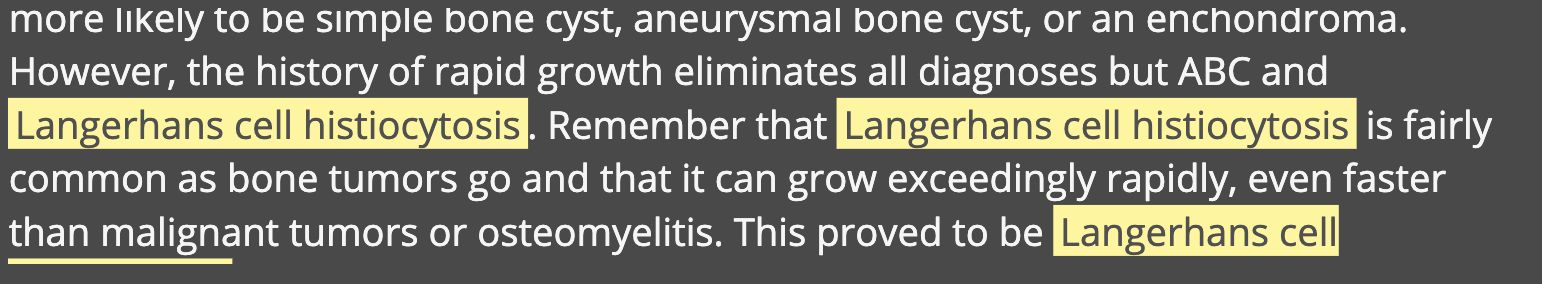 more likely to be simple bone cyst, aneurysmal bone cyst, or an enchondroma.
However, the history of rapid growth eliminates all diagnoses but ABC and
Langerhans cell histiocytosis. Remember that Langerhans cell histiocytosis is fairly
common as bone tumors go and that it can grow exceedingly rapidly, even faster
than malignant tumors or osteomyelitis. This proved to be Langerhans cell